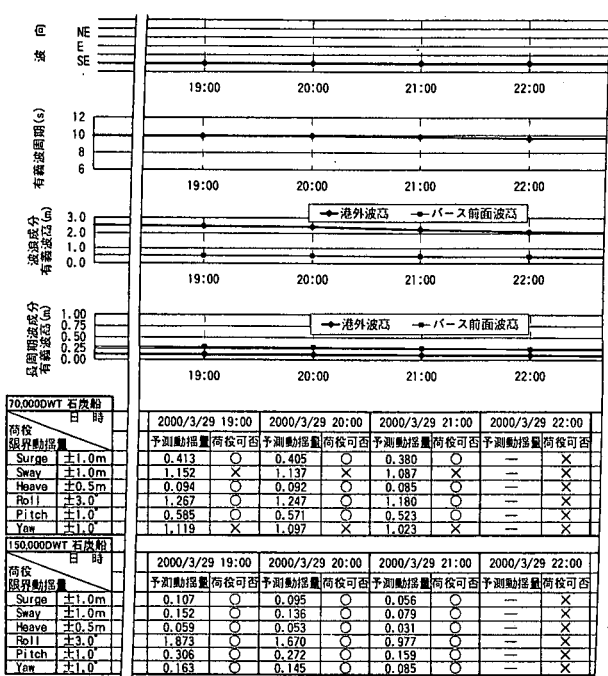 波向
NE
E
SE
19:00 20:00 21:00 22:00
有義波周期(s)
12
10
8
6
19:00 20:00 21:00 22:00
波浪成分
有義波高(m)
3.0
2.0
1.0
0.0
港外波高 バース前面波高
19:00 20:00 21:00 22:00
長周期波成分
有義波高(m)
1.00
0.75
0.50
0.25
0.00
港外波高 バース前面波高
19:00 20:00 21:00 22:00
70,000DWT 石炭船
日時 2000/3/29 19:00 2000/3/29 20:00 2000/3/29 21:00 2000/3/29 22:00
荷役
限界動揺量 予測動揺量 荷役可否 予測動揺量 荷役可否 予測動揺量 荷役可否 予測動揺量 荷役可否
Surge ±1.0m 0.413 ○ 0.405 ○ 0.380 ○ — ×
Sway ±1.0m 1.152 × 1.137 × 1.087 × — ×
Heave ±0.5m 0.094 ○ 0.092 ○ 0.085 ○ — ×
Roll ±3.0° 1.267 ○ 1.247 ○ 1.180 ○ — ×
Pitch ±1.0° 0.585 ○ 0.571 ○ 0.523 ○ — ×
Yaw ±1.0° 1.119 × 1.097 × 1.023 × — ×
150,000DWT 石炭船
日時 2000/3/29 19:00 2000/3/29 20:00 2000/3/29 21:00 2000/3/29 22:00
荷役
限界動揺量 予測動揺量 荷役可否 予測動揺量 荷役可否 予測動揺量 荷役可否 予測動揺量 荷役可否
Surge ±1.0m 0.107 ○ 0.095 ○ 0.056 ○ — ×
Sway ±1.0m 0.152 ○ 0.136 ○ 0.079 ○ — ×
Heave ±0.5m 0.059 ○ 0.053 ○ 0.031 ○ — ×
Roll ±3.0° 1.873 ○ 1.670 ○ 0.977 ○ — ×
Pitch ±1.0° 0.306 ○ 0.272 ○ 0.159 ○ — ×
Yaw ±1.0° 0.163 ○ 0.145 ○ 0.085 ○ — ×